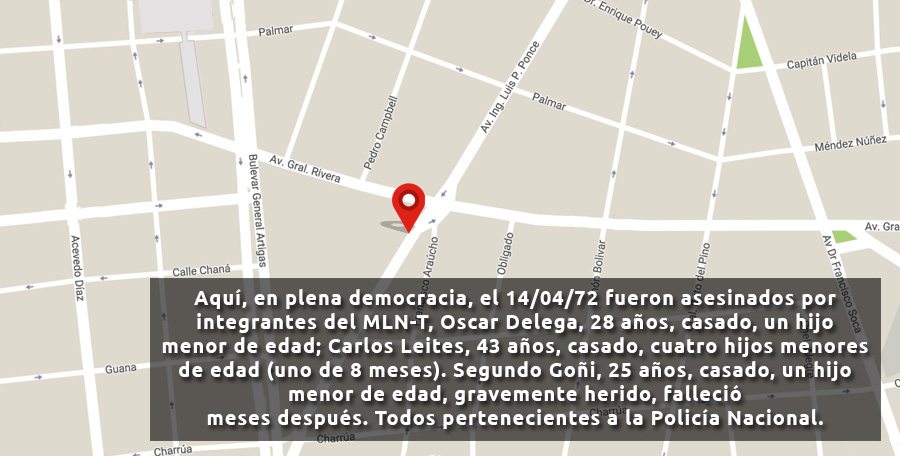 Dr. Enrique Pouey
Palmar
Capitán Videla
Av. Ing. Luis P. Ponce
Palmar
Pedro Campbell
Méndez Núñez
Av. Gral. Rivera
Bulevar General Artigas
Av. Gra
Acevedo Díaz
Obligado
Bolívar
del Pino
Av Dr Francisco Soca
Calle Chaná
Aquí, en plena democracia, el 14/04/72 fueron asesinados por
integrantes del MLN-T, Oscar Delega, 28 años, casado, un hijo
menor de edad; Carlos Leites, 43 años, casado, cuatro hijos menores
de edad (uno de 8 meses). Segundo Goñi, 25 años, casado, un hijo
menor de edad, gravemente herido, falleció
meses después. Todos pertenecientes a la Policía Nacional.
Guana
Charrúa
Charrúa